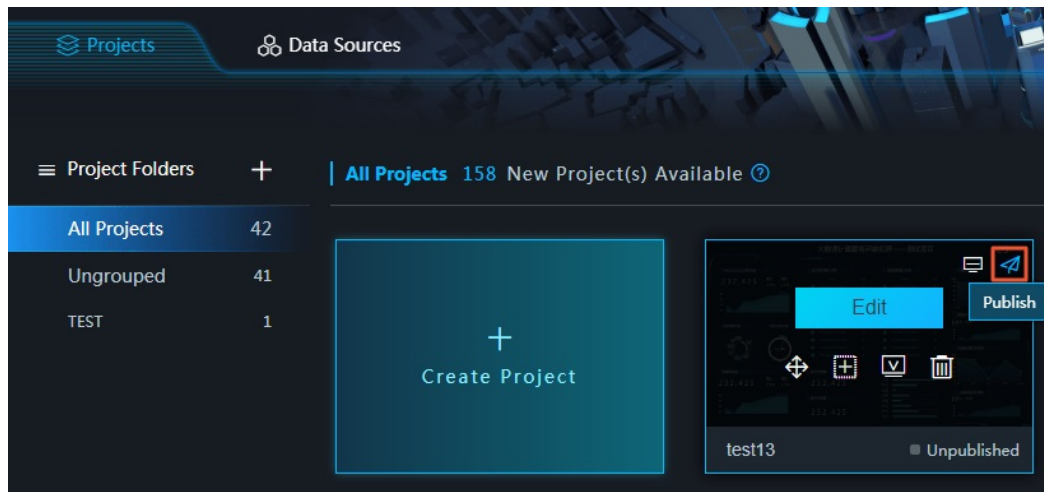 Projects
Data Sources
Project Folders
All Projects 158 New Project(s) Available
All Projects 42
Ungrouped 41
TEST 1
Create Project
Edit
Publish
test13
Unpublished